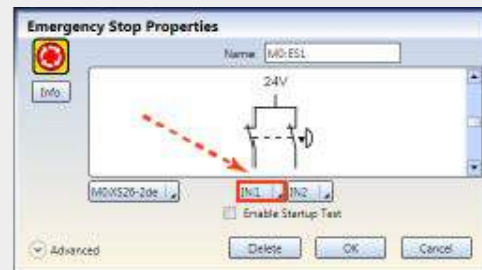 Emergency Stop Properties
Name M0:ES1
Info
24V
M0:XS26-2de IN1 IN2
Enable Startup Test
Advanced Delete OK Cancel